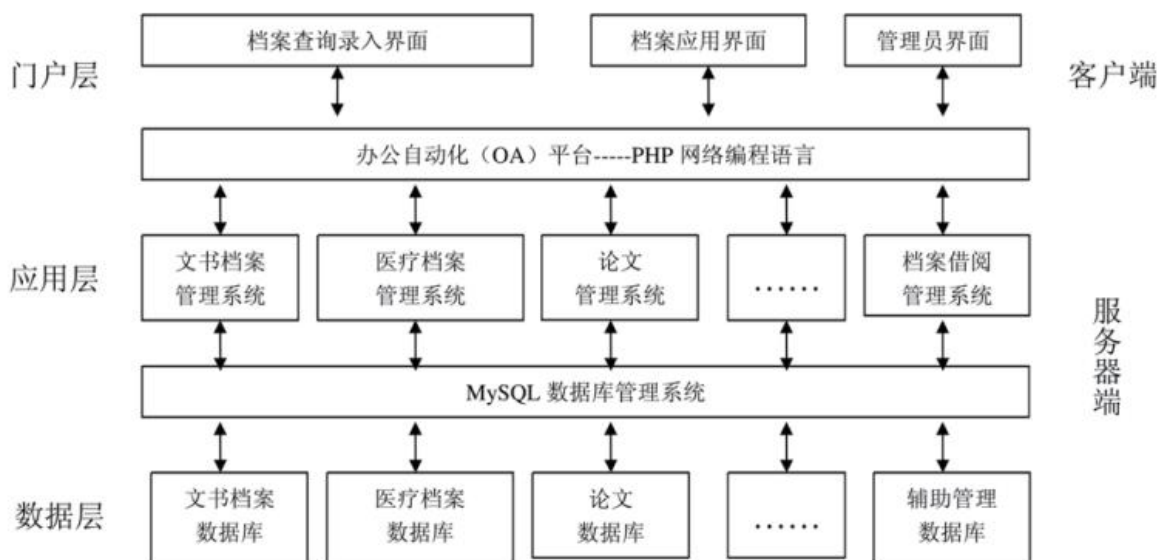 档案查询录入界面
档案应用界面
管理员界面
门户层
客户端
办公自动化（OA）平台-----PHP 网络编程语言
文书档案
管理系统
医疗档案
管理系统
论文
管理系统
……
档案借阅
管理系统
应用层
服务器端
MySQL 数据库管理系统
文书档案
数据库
医疗档案
数据库
论文
数据库
……
辅助管理
数据库
数据层